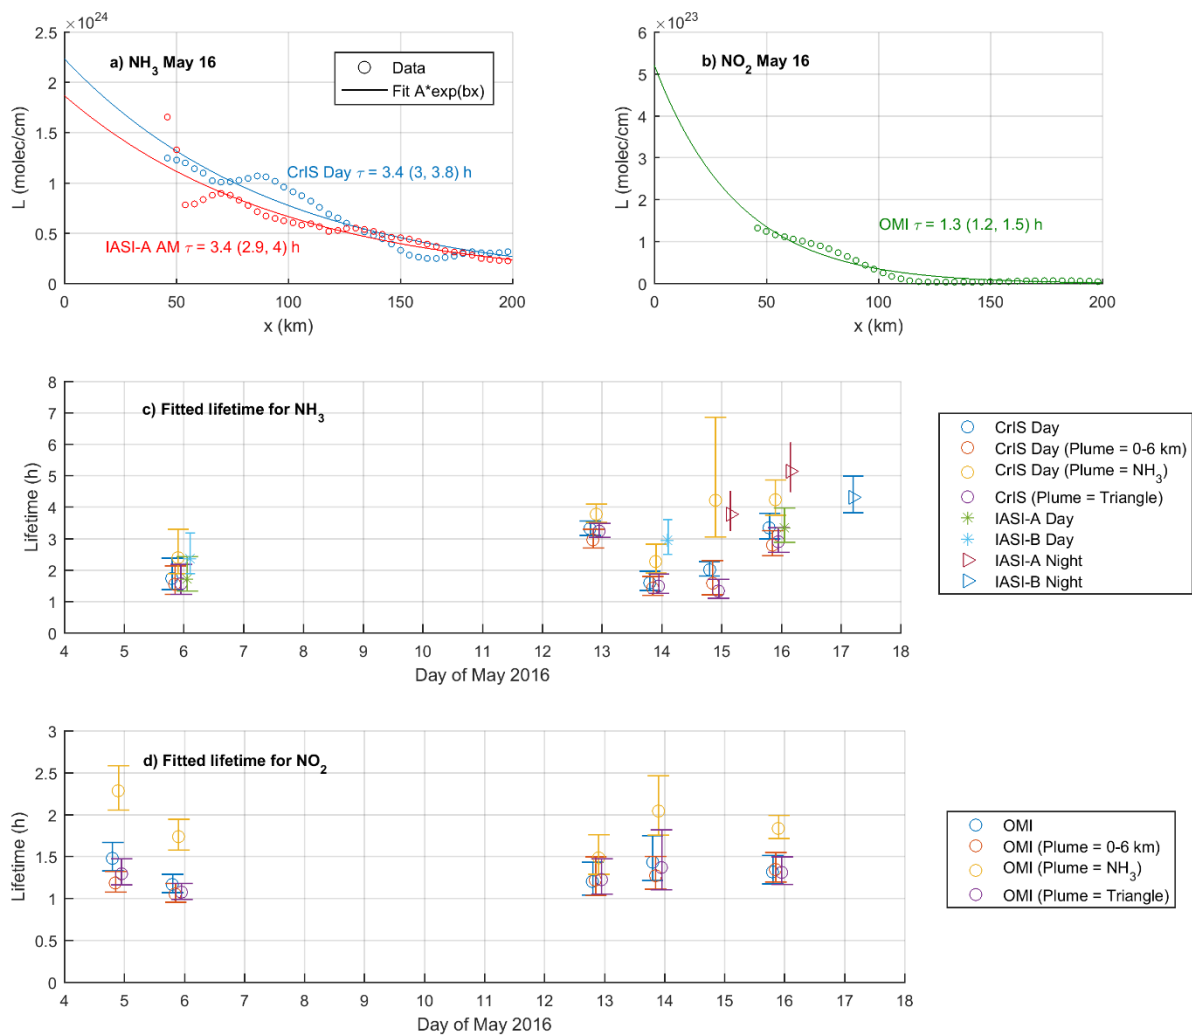 ×10^24
a) NH₃ May 16
Data
Fit A*exp(bx)
CrIS Day τ = 3.4 (3, 3.8) h
IASI-A AM τ = 3.4 (2.9, 4) h
L (molec/cm)
2.5
2
1.5
1
0.5
0
0 50 100 150 200
x (km)
×10^23
b) NO₂ May 16
OMI τ = 1.3 (1.2, 1.5) h
L (molec/cm)
6
5
4
3
2
1
0
0 50 100 150 200
x (km)
c) Fitted lifetime for NH₃
Lifetime (h)
8
7
6
5
4
3
2
1
0
4 5 6 7 8 9 10 11 12 13 14 15 16 17 18
Day of May 2016
CrIS Day
CrIS Day (Plume = 0-6 km)
CrIS Day (Plume = NH₃)
CrIS (Plume = Triangle)
IASI-A Day
IASI-B Day
IASI-A Night
IASI-B Night
d) Fitted lifetime for NO₂
Lifetime (h)
3
2.5
2
1.5
1
0.5
0
4 5 6 7 8 9 10 11 12 13 14 15 16 17 18
Day of May 2016
OMI
OMI (Plume = 0-6 km)
OMI (Plume = NH₃)
OMI (Plume = Triangle)